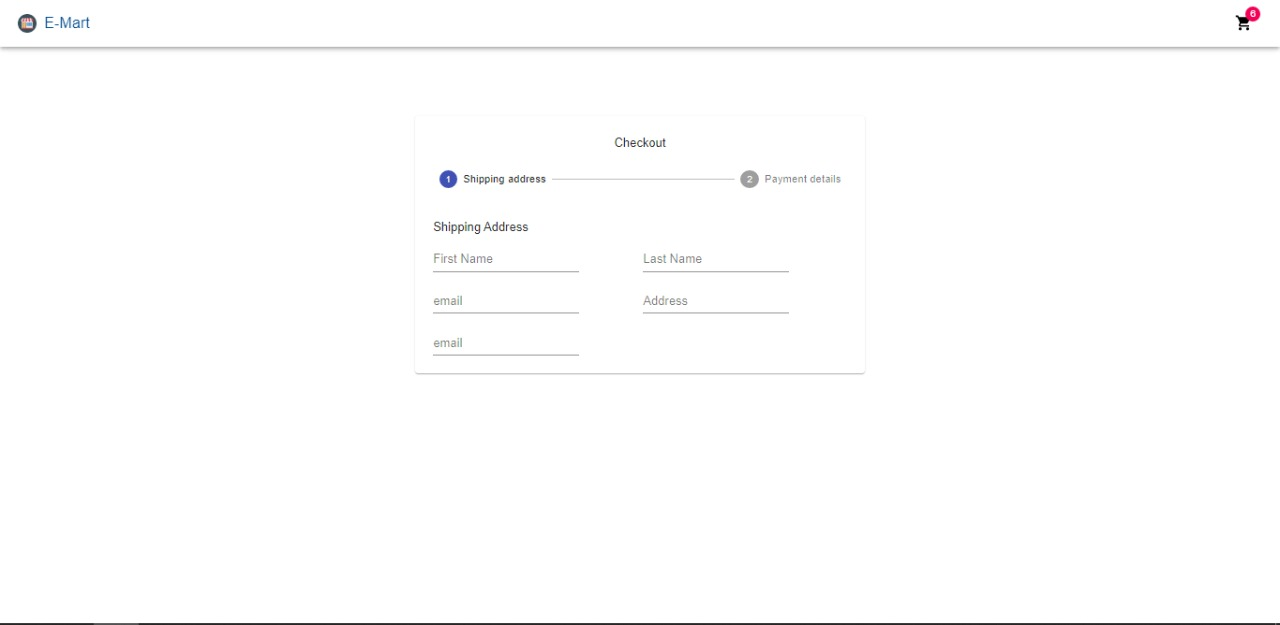 E-Mart
6
Checkout
1 Shipping address 2 Payment details
Shipping Address
First Name Last Name
email Address
email